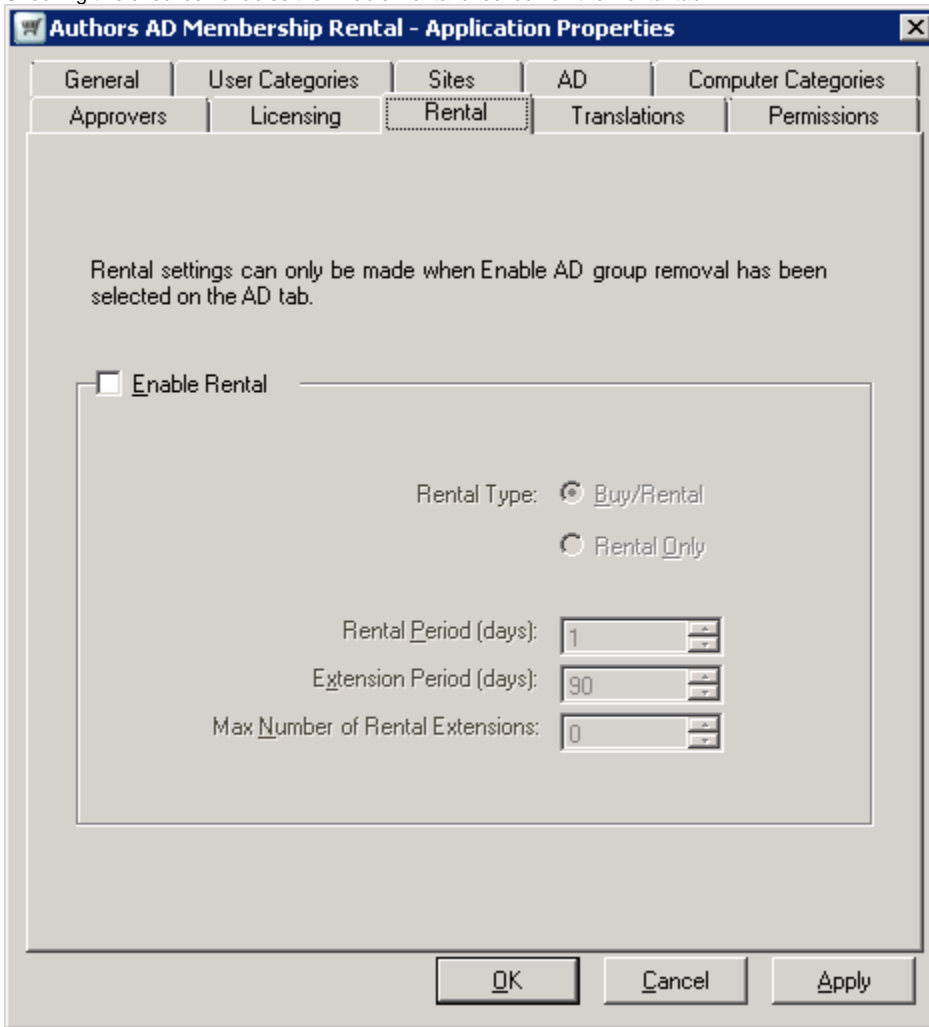 Authors AD Membership Rental - Application Properties
General User Categories Sites AD Computer Categories
Approvers Licensing Rental Translations Permissions
Rental settings can only be made when Enable AD group removal has been
selected on the AD tab.
Enable Rental
Rental Type: Buy/Rental
Rental Only
Rental Period (days): 1
Extension Period (days): 90
Max Number of Rental Extensions: 0
OK Cancel Apply